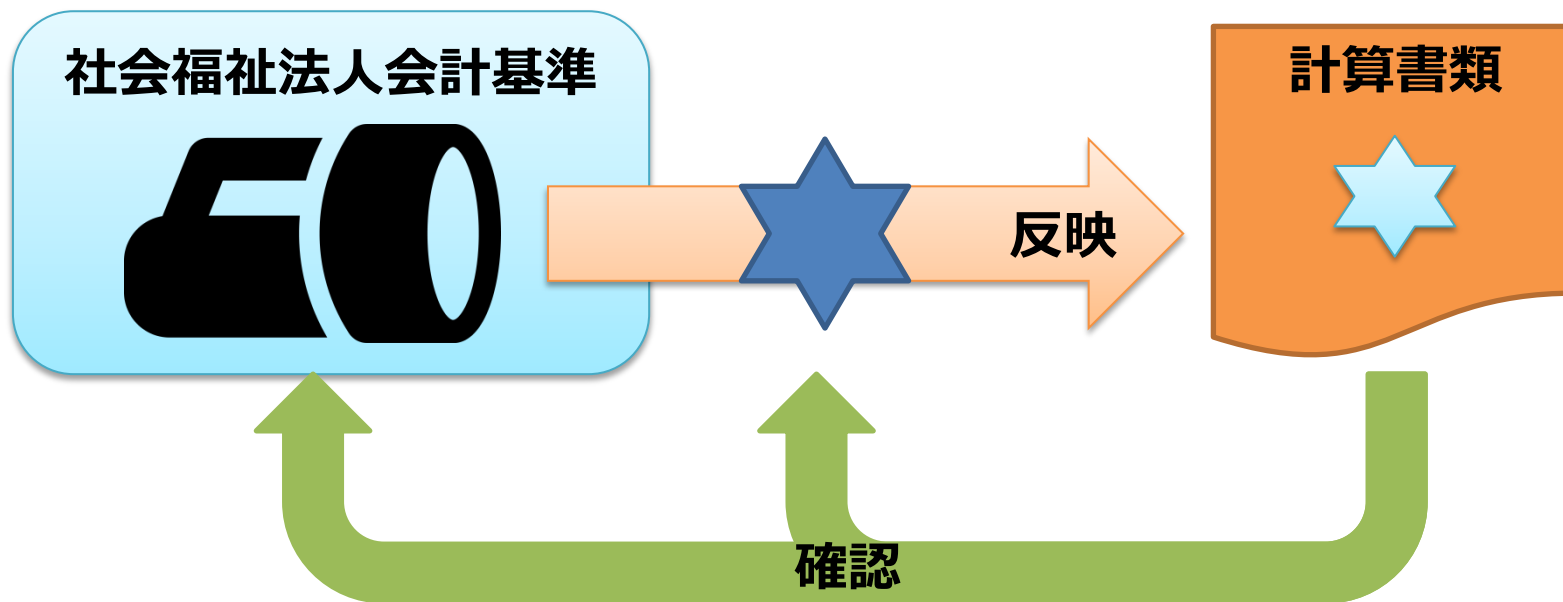 社会福祉法人会計基準
計算書類
反映
確認